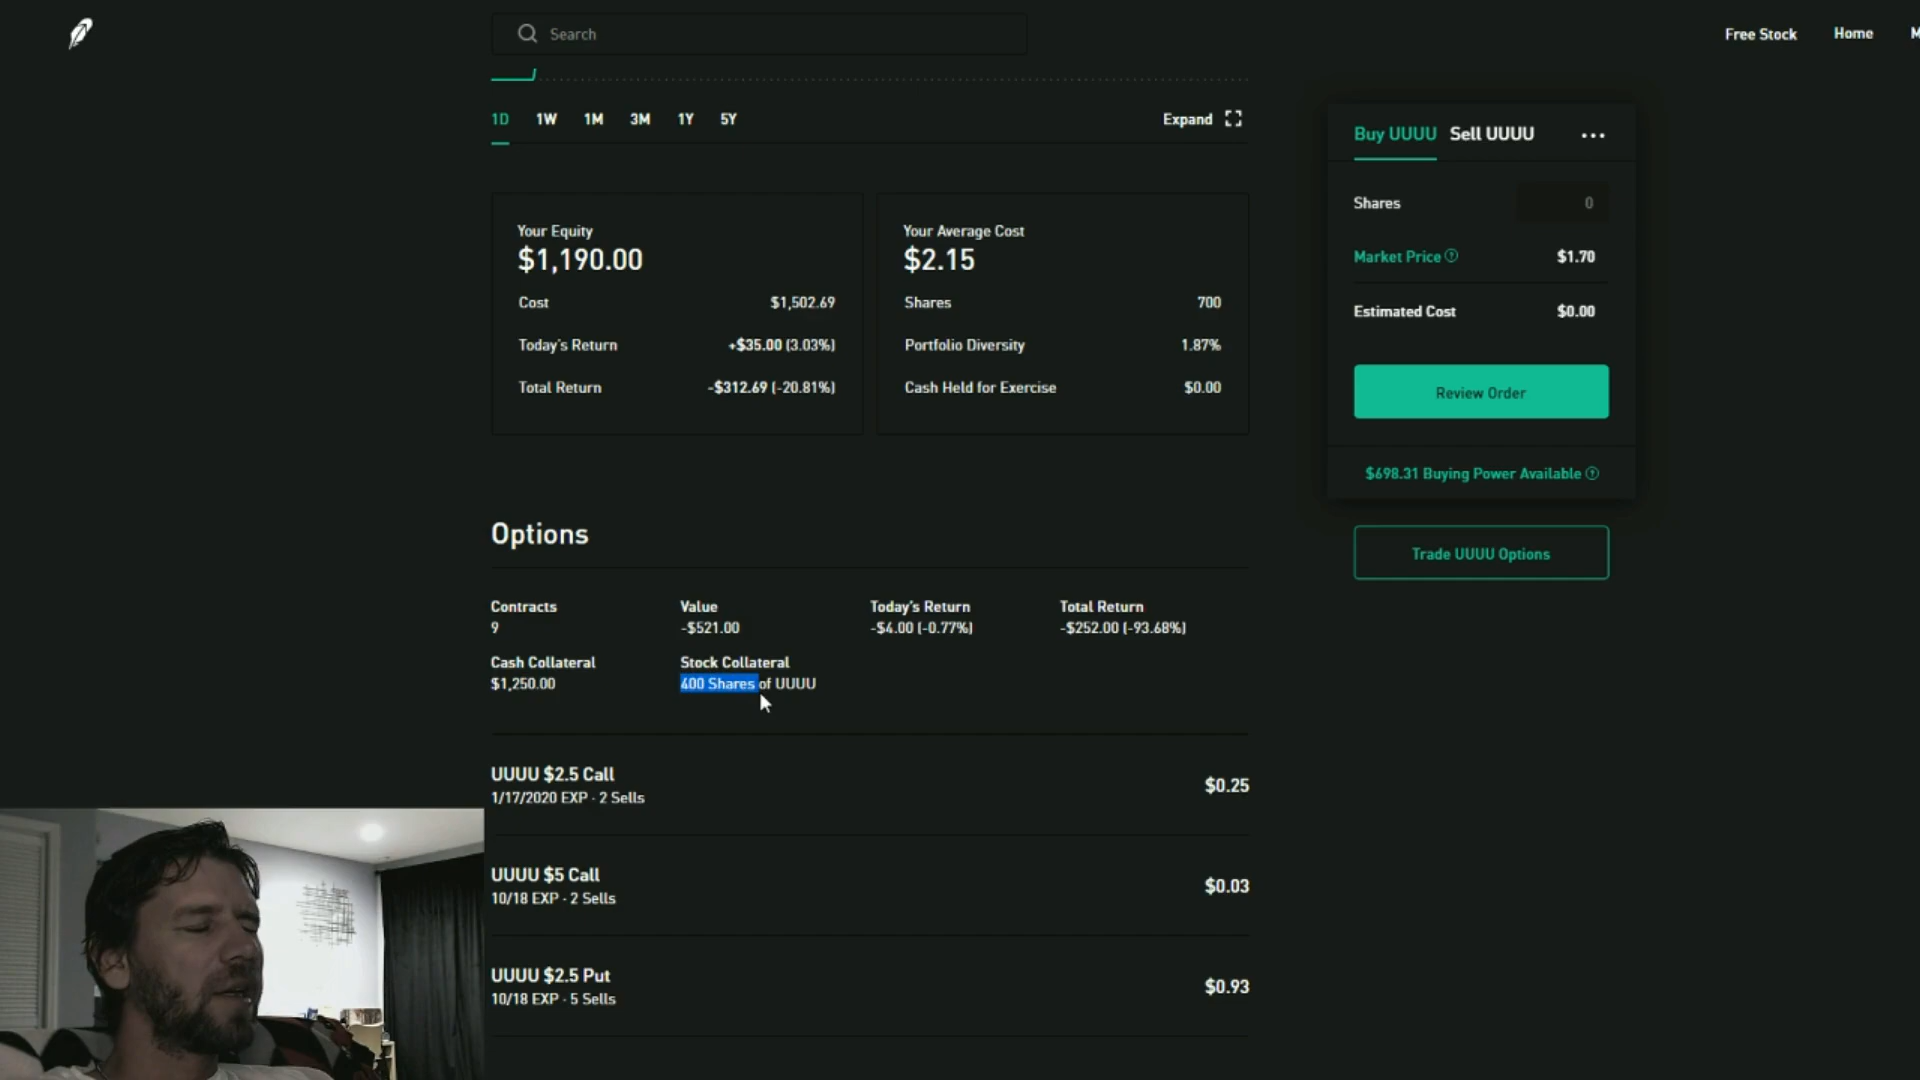 Search
Free Stock
Home
M
1D 1W 1M 3M 1Y 5Y
Expand
Your Equity
$1,190.00
Cost $1,502.69
Today's Return +$35.00 (3.03%)
Total Return -$312.69 (-20.81%)
Your Average Cost
$2.15
Shares 700
Portfolio Diversity 1.87%
Cash Held for Exercise $0.00
Buy UUUU Sell UUUU
Shares 0
Market Price $1.70
Estimated Cost $0.00
Review Order
$698.31 Buying Power Available
Trade UUUU Options
Options
Contracts Value Today's Return Total Return
9 -$521.00 -$4.00 (-0.77%) -$252.00 (-93.68%)
Cash Collateral Stock Collateral
$1,250.00 400 Shares of UUUU
UUUU $2.5 Call
1/17/2020 EXP · 2 Sells
$0.25
UUUU $5 Call
10/18 EXP · 2 Sells
$0.03
UUUU $2.5 Put
10/18 EXP · 5 Sells
$0.93